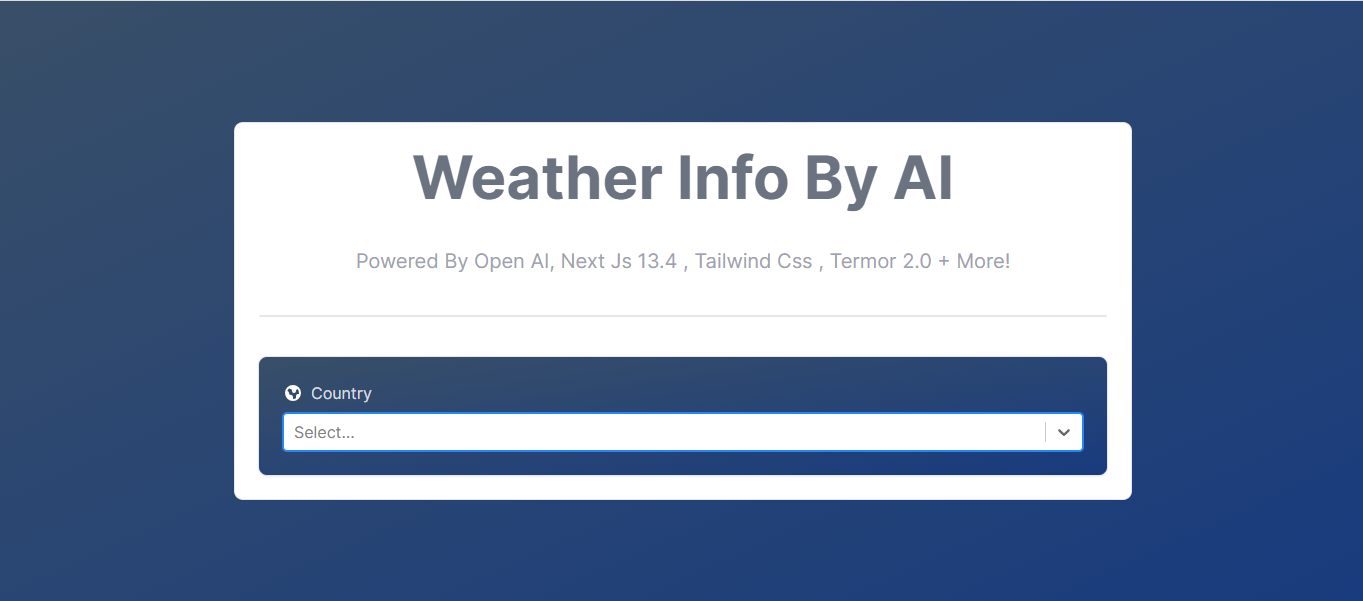 Weather Info By AI
Powered By Open AI, Next Js 13.4 , Tailwind Css , Termor 2.0 + More!
Country
Select...